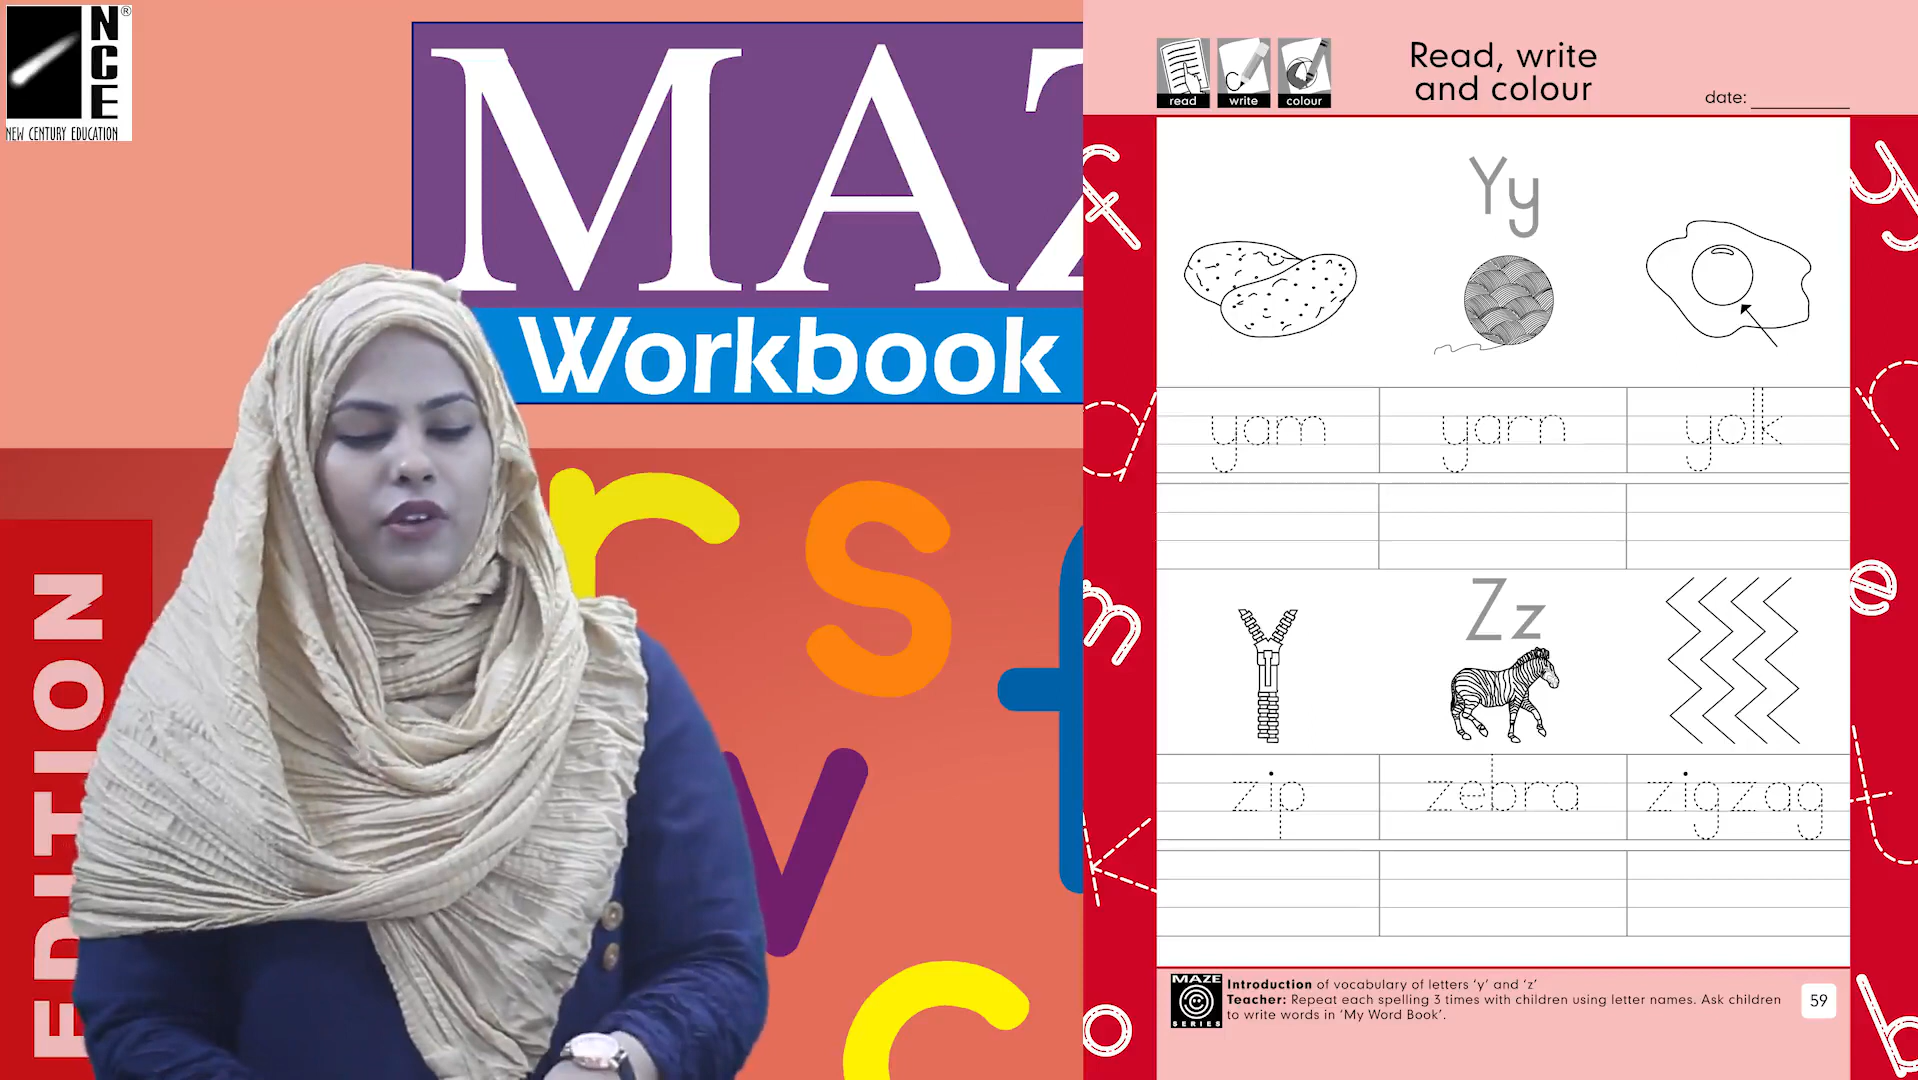 NCE
®
NEW CENTURY EDUCATION
MAZ
Workbook
EDITION
r s
v
c
read
write
colour
Read, write
and colour
date:
Yy
yam
yarn
yolk
Zz
zip
zebra
zigzag
MAZE
SERIES
Introduction of vocabulary of letters 'y' and 'z'
Teacher: Repeat each spelling 3 times with children using letter names. Ask children
to write words in 'My Word Book'.
59
f
y
d
r
m
e
k
t
o
b